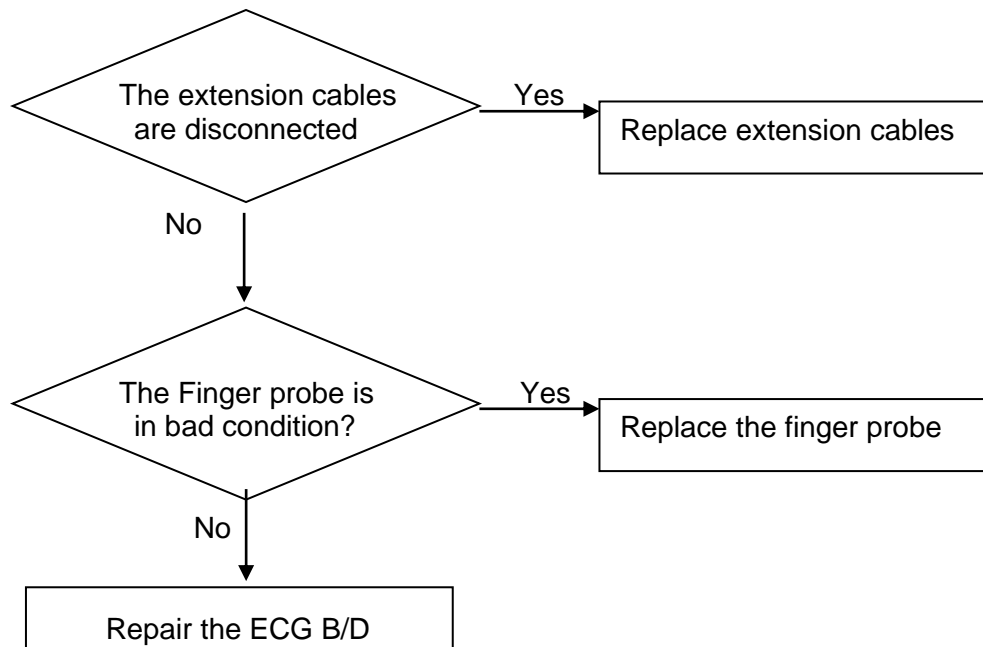 The extension cables
are disconnected
Yes
Replace extension cables
No
The Finger probe is
in bad condition?
Yes
Replace the finger probe
No
Repair the ECG B/D